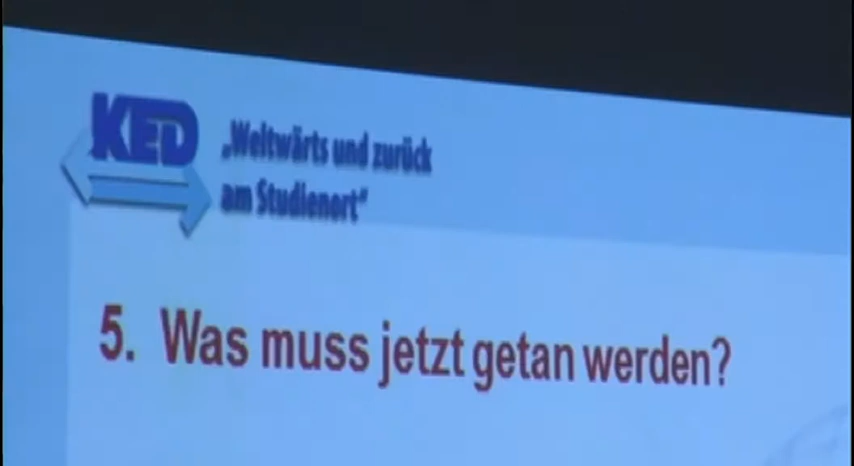 KED
„Weltwärts und zurück
am Studienort“
5. Was muss jetzt getan werden?